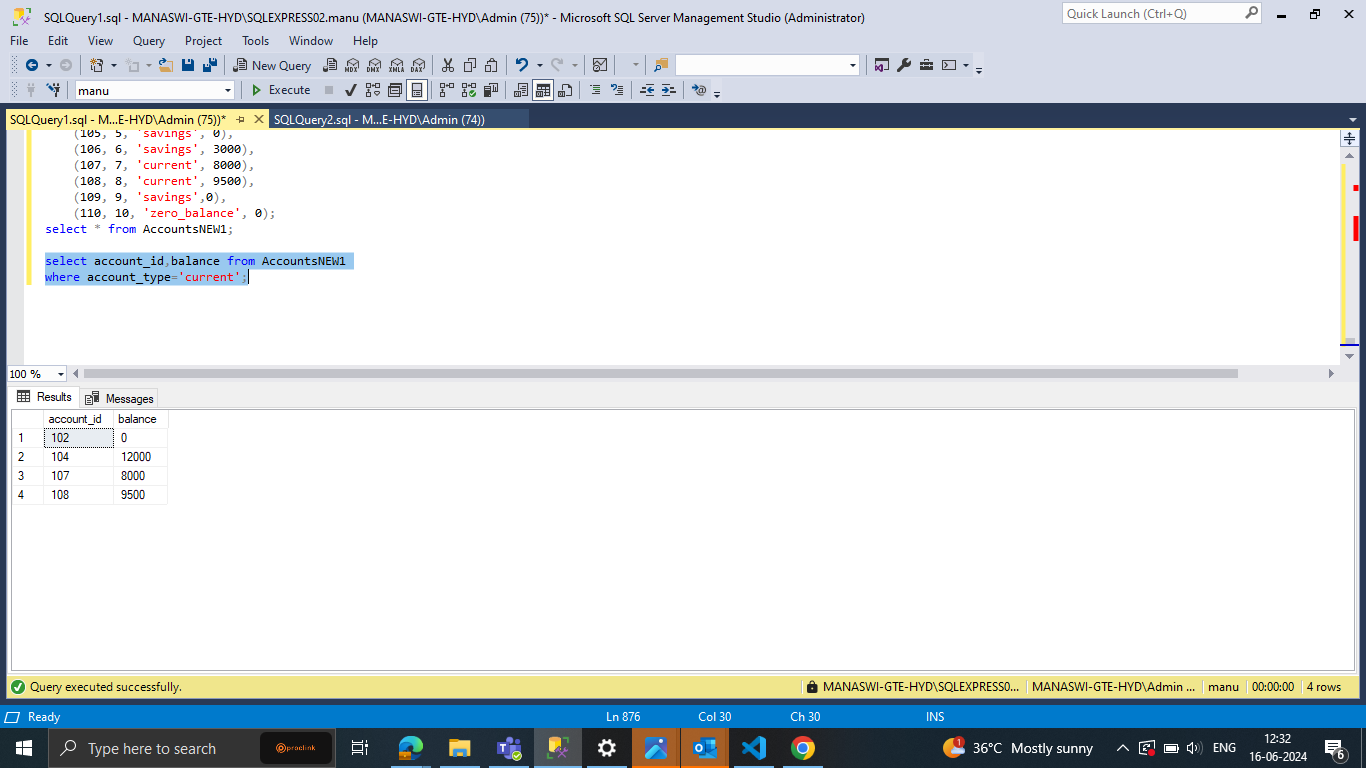 SQLQuery1.sql - MANASWI-GTE-HYD\SQLEXPRESS02.manu (MANASWI-GTE-HYD\Admin (75))* - Microsoft SQL Server Management Studio (Administrator)
Quick Launch (Ctrl+Q)
File Edit View Query Project Tools Window Help
New Query MDX DMX XMLA DAX
manu Execute
SQLQuery1.sql - M...E-HYD\Admin (75))* SQLQuery2.sql - M...E-HYD\Admin (74))
(105, 5, 'savings', 0),
(106, 6, 'savings', 3000),
(107, 7, 'current', 8000),
(108, 8, 'current', 9500),
(109, 9, 'savings',0),
(110, 10, 'zero_balance', 0);
select * from AccountsNEW1;
select account_id,balance from AccountsNEW1
where account_type='current';
100 %
Results Messages
account_id balance
1 102 0
2 104 12000
3 107 8000
4 108 9500
Query executed successfully. MANASWI-GTE-HYD\SQLEXPRESS0... MANASWI-GTE-HYD\Admin ... manu 00:00:00 4 rows
Ready Ln 876 Col 30 Ch 30 INS
Type here to search proclink 1 36°C Mostly sunny ENG 12:32
16-06-2024 6